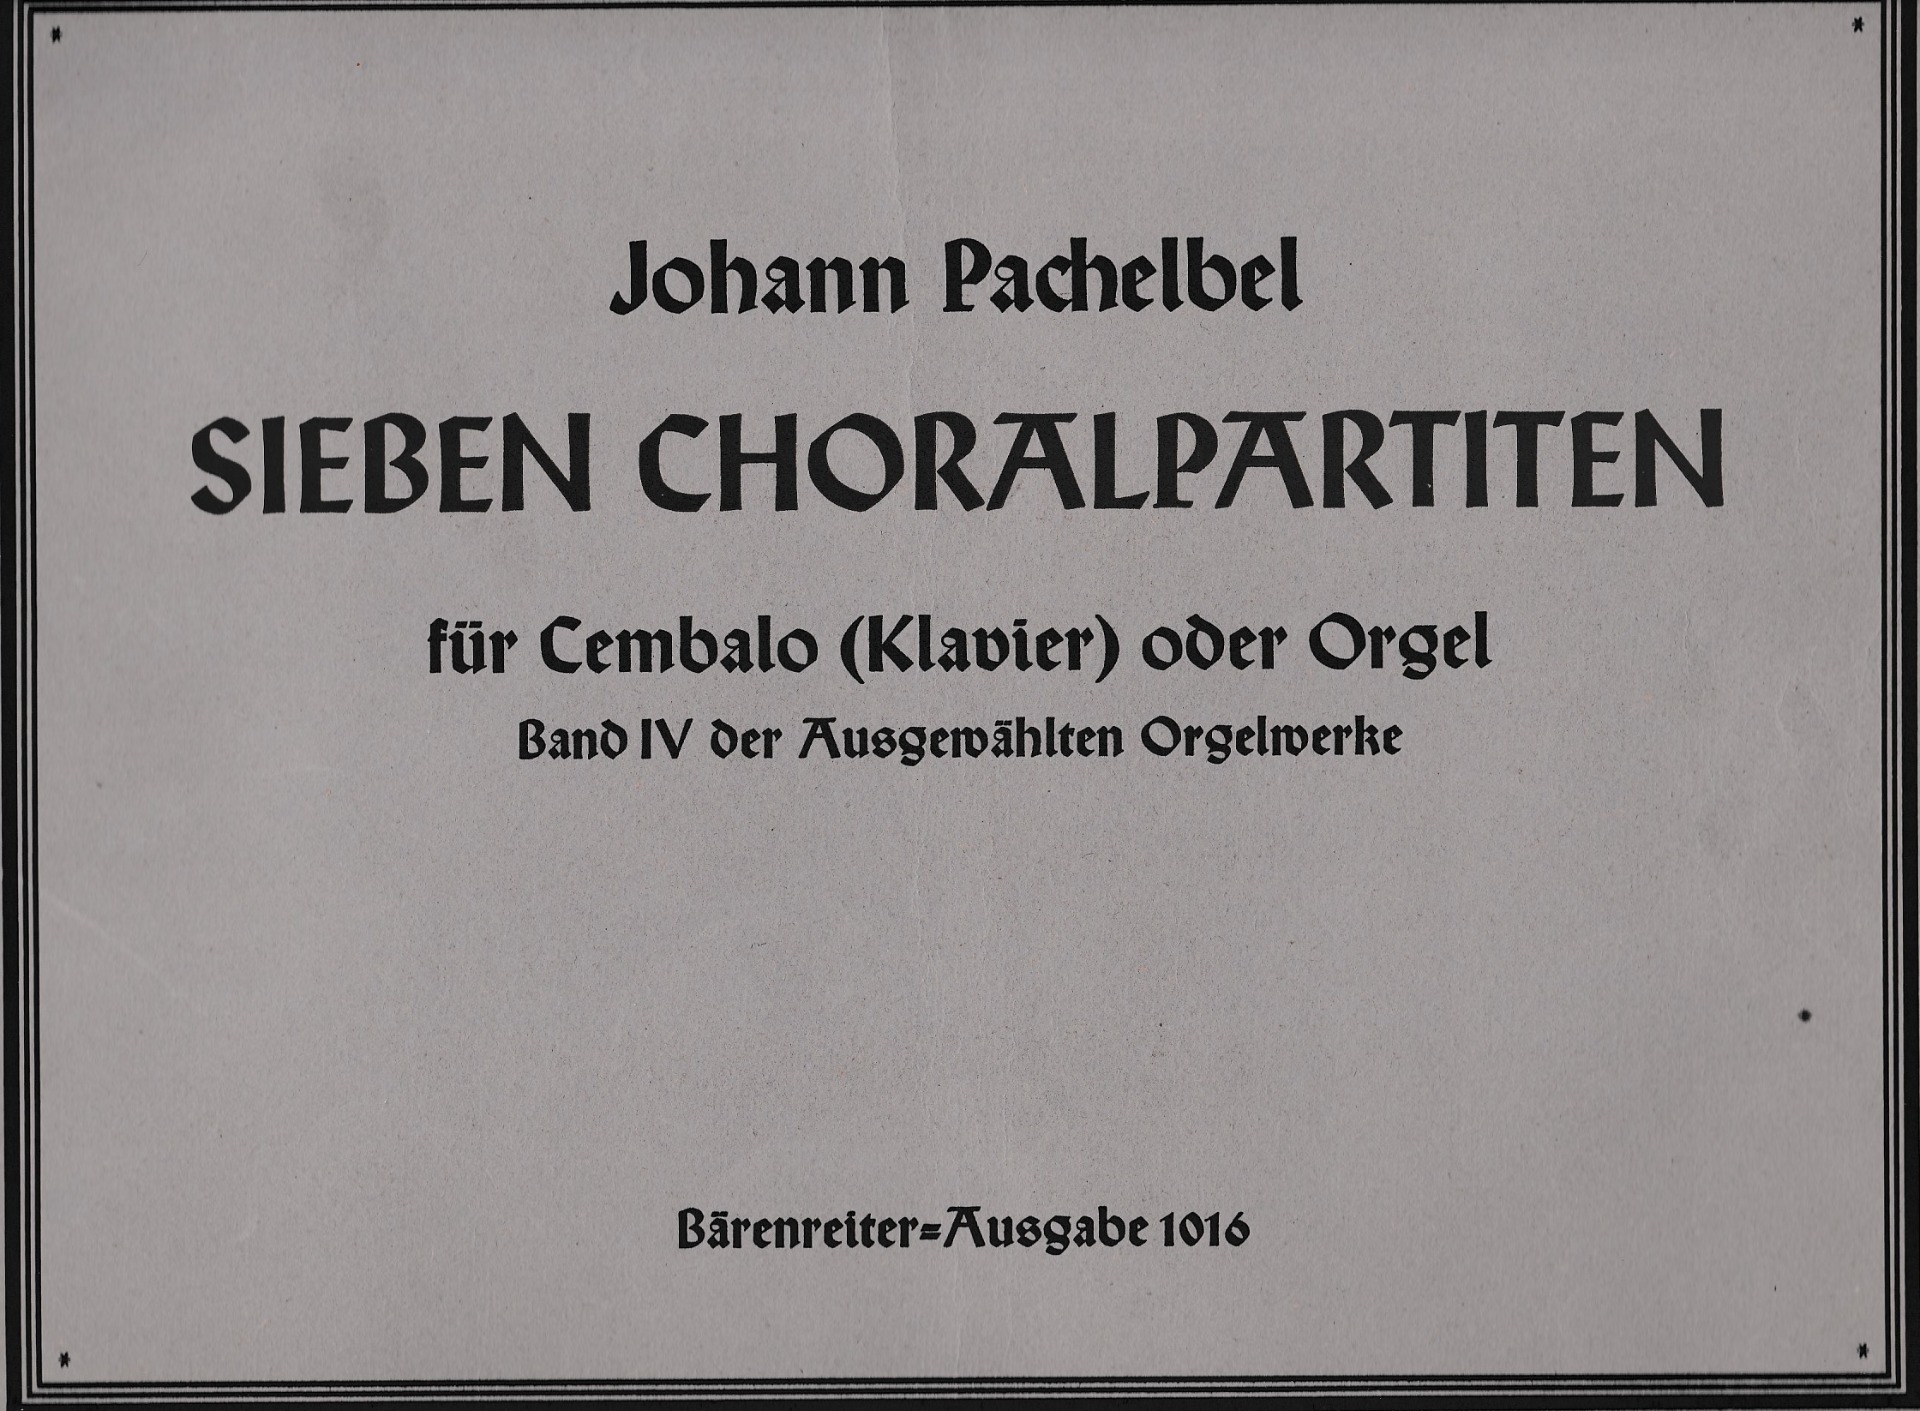 Johann Pachelbel
SIEBEN CHORALPARTITEN
für Cembalo (Klavier) oder Orgel
Band IV der Ausgewählten Orgelwerke
Bärenreiter=Ausgabe 1016